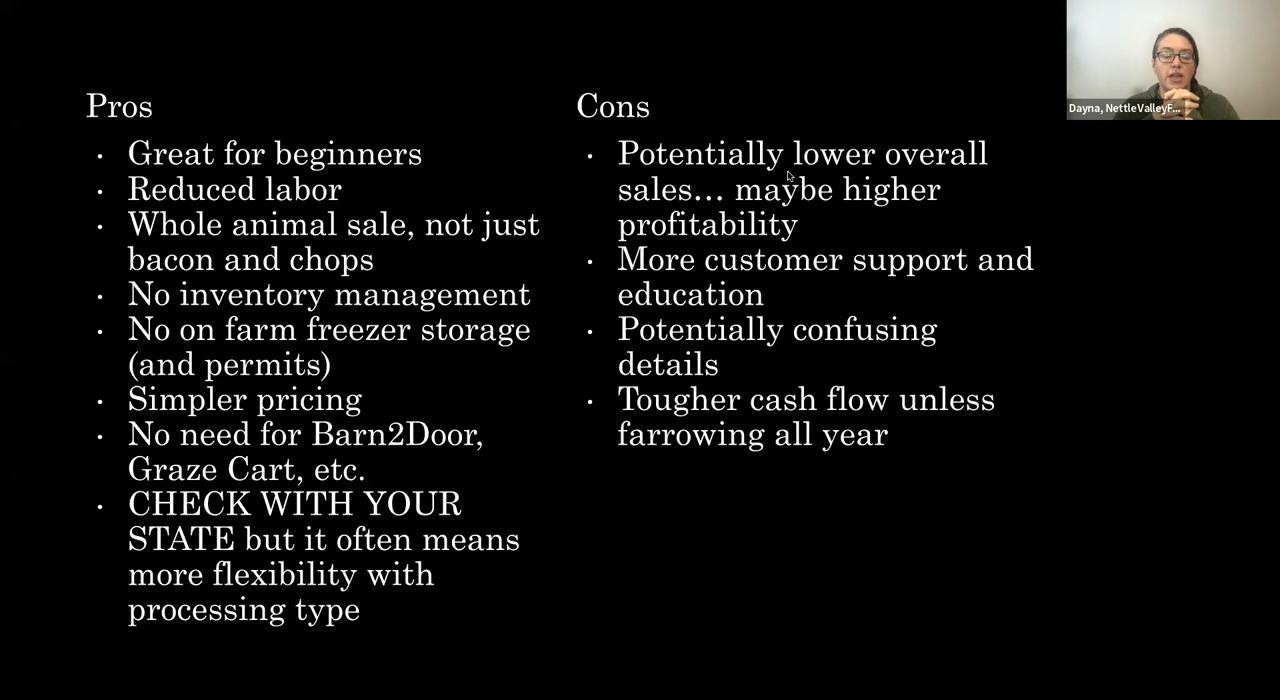 Pros
· Great for beginners
· Reduced labor
· Whole animal sale, not just
bacon and chops
· No inventory management
· No on farm freezer storage
(and permits)
· Simpler pricing
· No need for Barn2Door,
Graze Cart, etc.
· CHECK WITH YOUR
STATE but it often means
more flexibility with
processing type
Cons
· Potentially lower overall
sales... maybe higher
profitability
· More customer support and
education
· Potentially confusing
details
· Tougher cash flow unless
farrowing all year
Dayna, NettleValleyF...